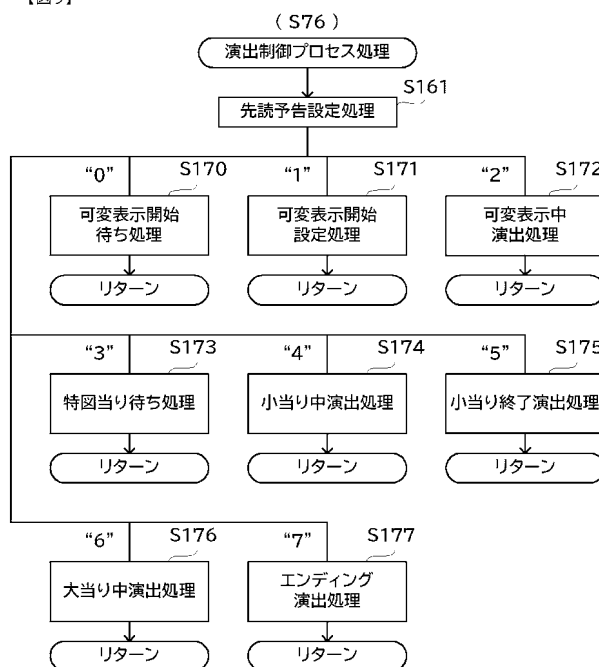 (S76)
演出制御プロセス処理
S161
先読予告設定処理
“0”
S170
“1”
S171
“2”
S172
可変表示開始
待ち処理
可変表示開始
設定処理
可変表示中
演出処理
リターン
リターン
リターン
“3”
S173
“4”
S174
“5”
S175
特図当り待ち処理
小当り中演出処理
小当り終了演出処理
リターン
リターン
リターン
“6”
S176
“7”
S177
大当り中演出処理
エンディング
演出処理
リターン
リターン